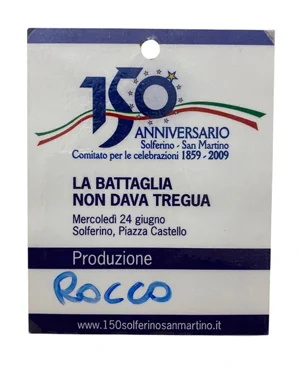 150°
ANNIVERSARIO
Solferino - San Martino
Comitato per le celebrazioni 1859 - 2009
LA BATTAGLIA
NON DAVA TREGUA
Mercoledì 24 giugno
Solferino, Piazza Castello
Produzione
ROCCO
www.150solferinosanmartino.it